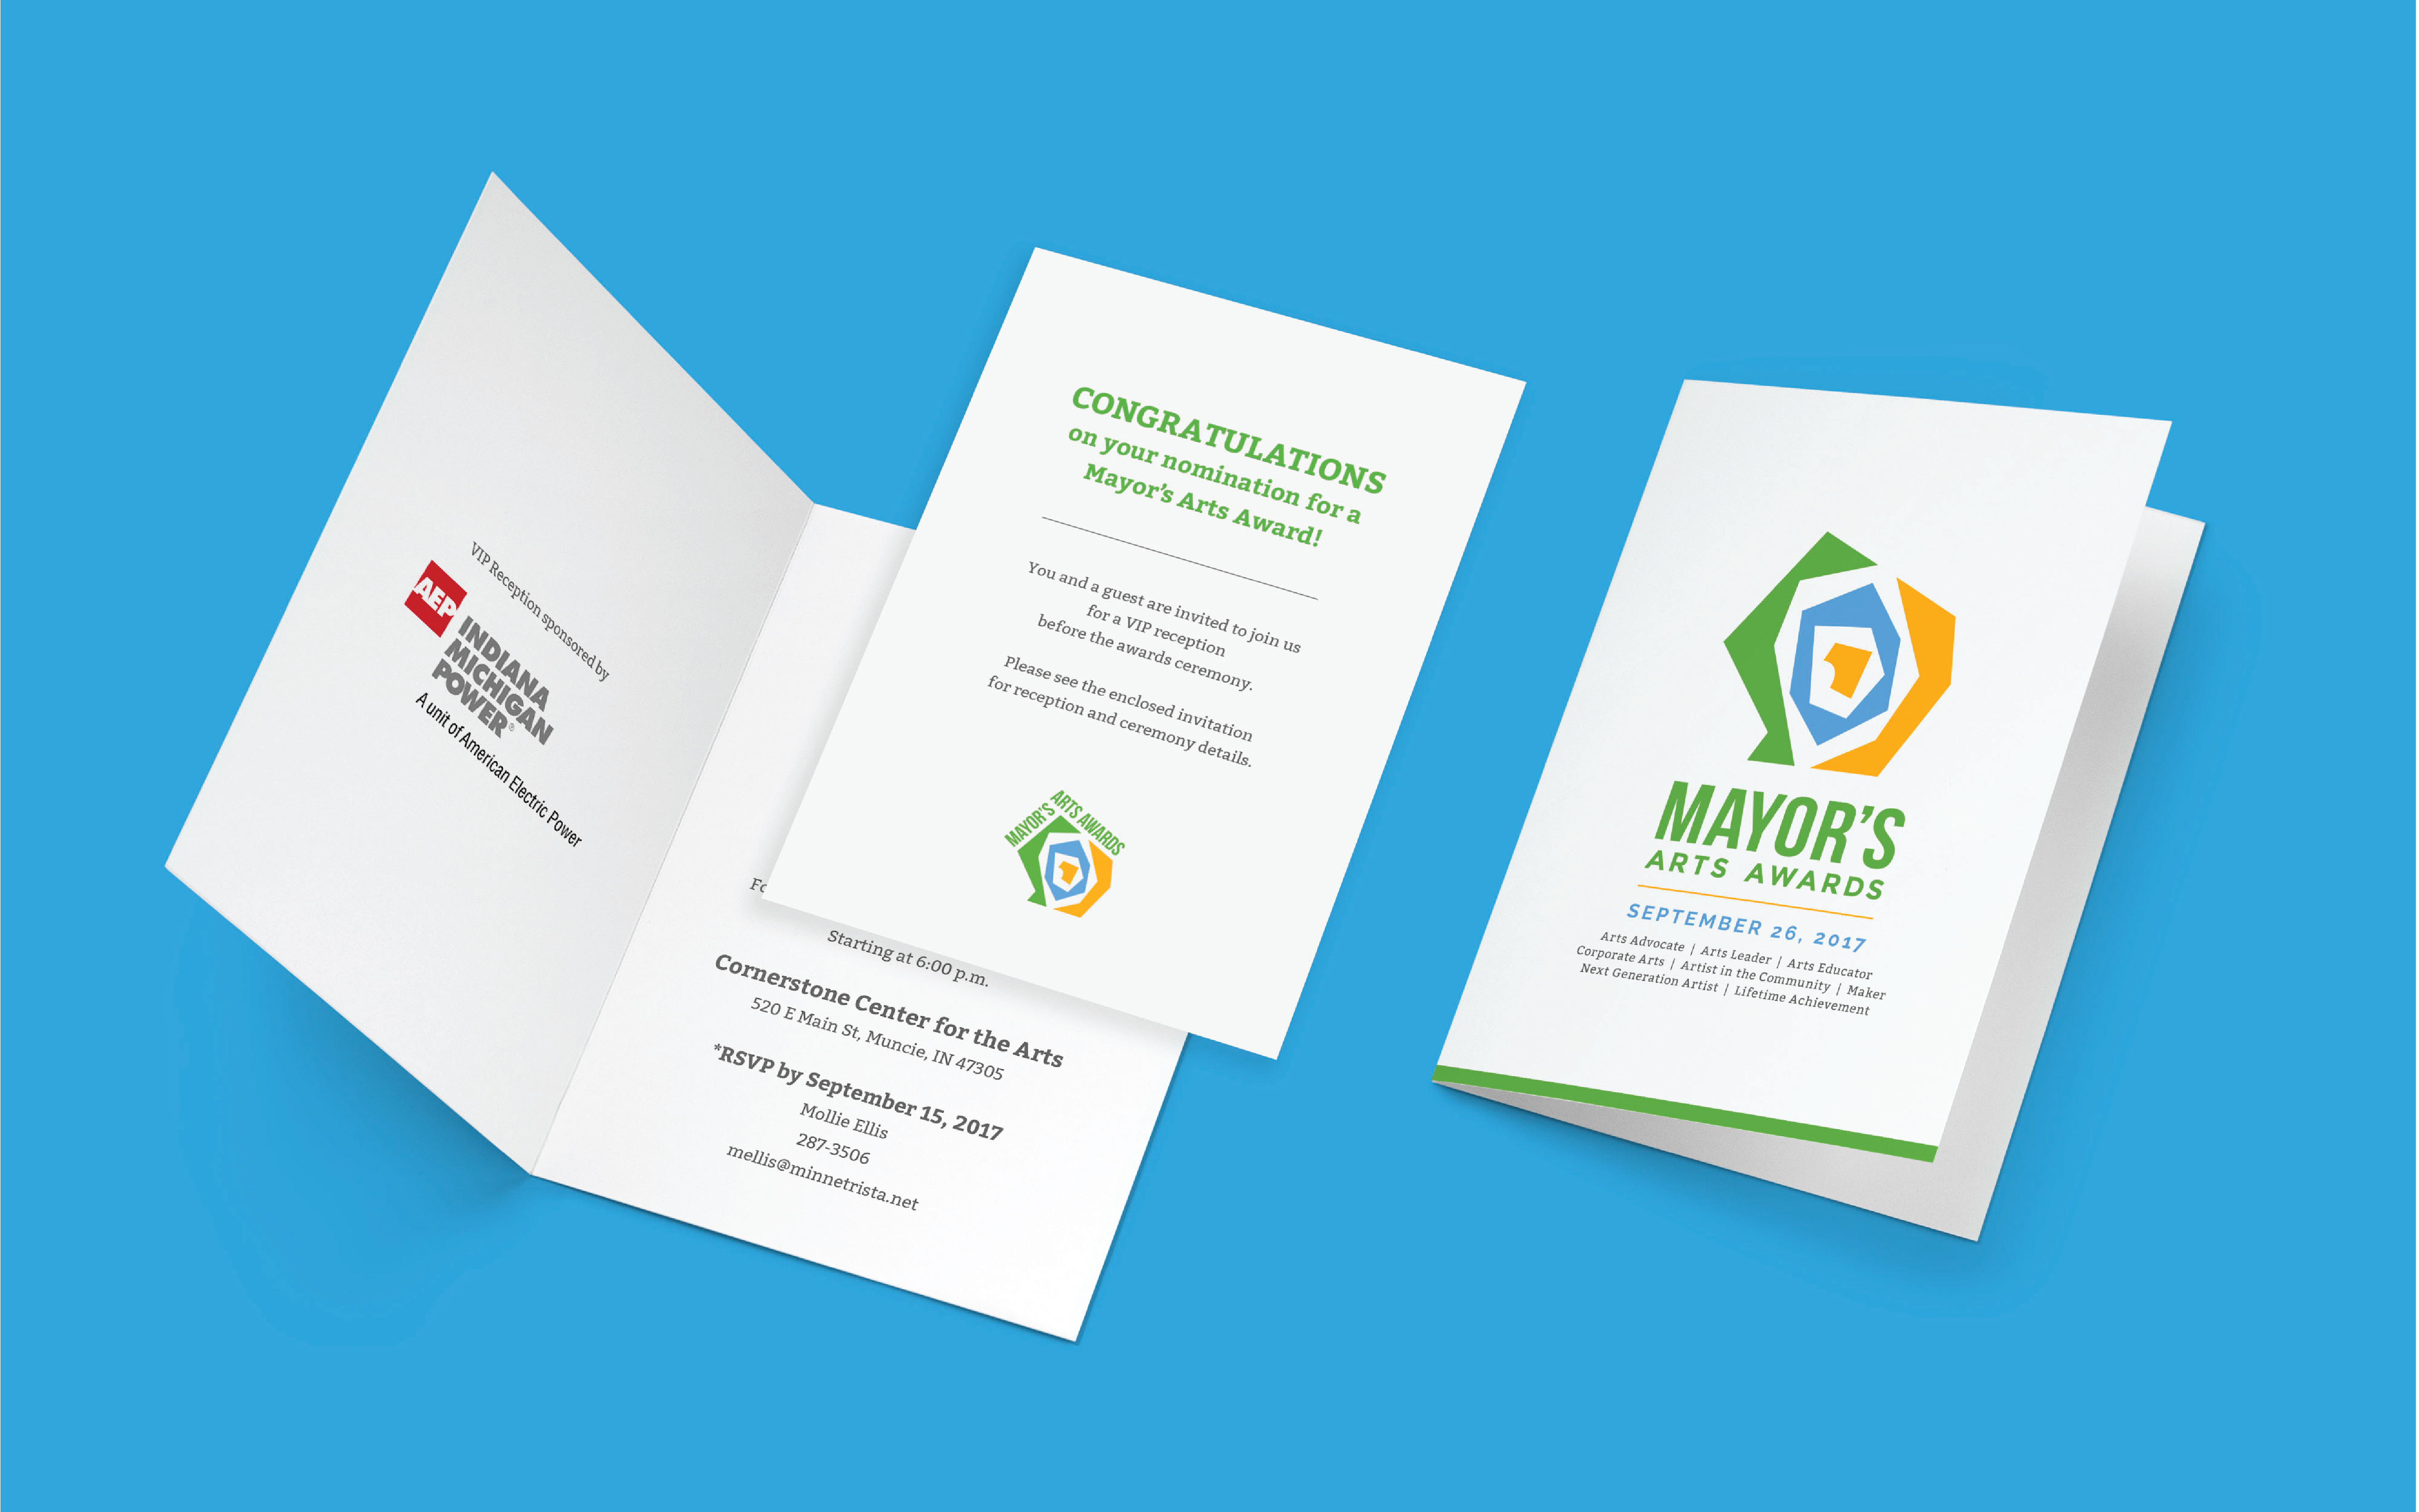 VIP Reception sponsored by
AEP
INDIANA
MICHIGAN
POWER®
A unit of American Electric Power
CONGRATULATIONS
on your nomination for a
Mayor's Arts Award!
You and a guest are invited to join us
for a VIP reception
before the awards ceremony.
Please see the enclosed invitation
for reception and ceremony details.
MAYOR'S ARTS AWARDS
Starting at 6:00 p.m.
Cornerstone Center for the Arts
520 E Main St, Muncie, IN 47305
*RSVP by September 15, 2017
Mollie Ellis
287-3506
mellis@minnetrista.net
MAYOR'S
ARTS AWARDS
SEPTEMBER 26, 2017
Arts Advocate | Arts Leader | Arts Educator
Corporate Arts | Artist in the Community | Maker
Next Generation Artist | Lifetime Achievement